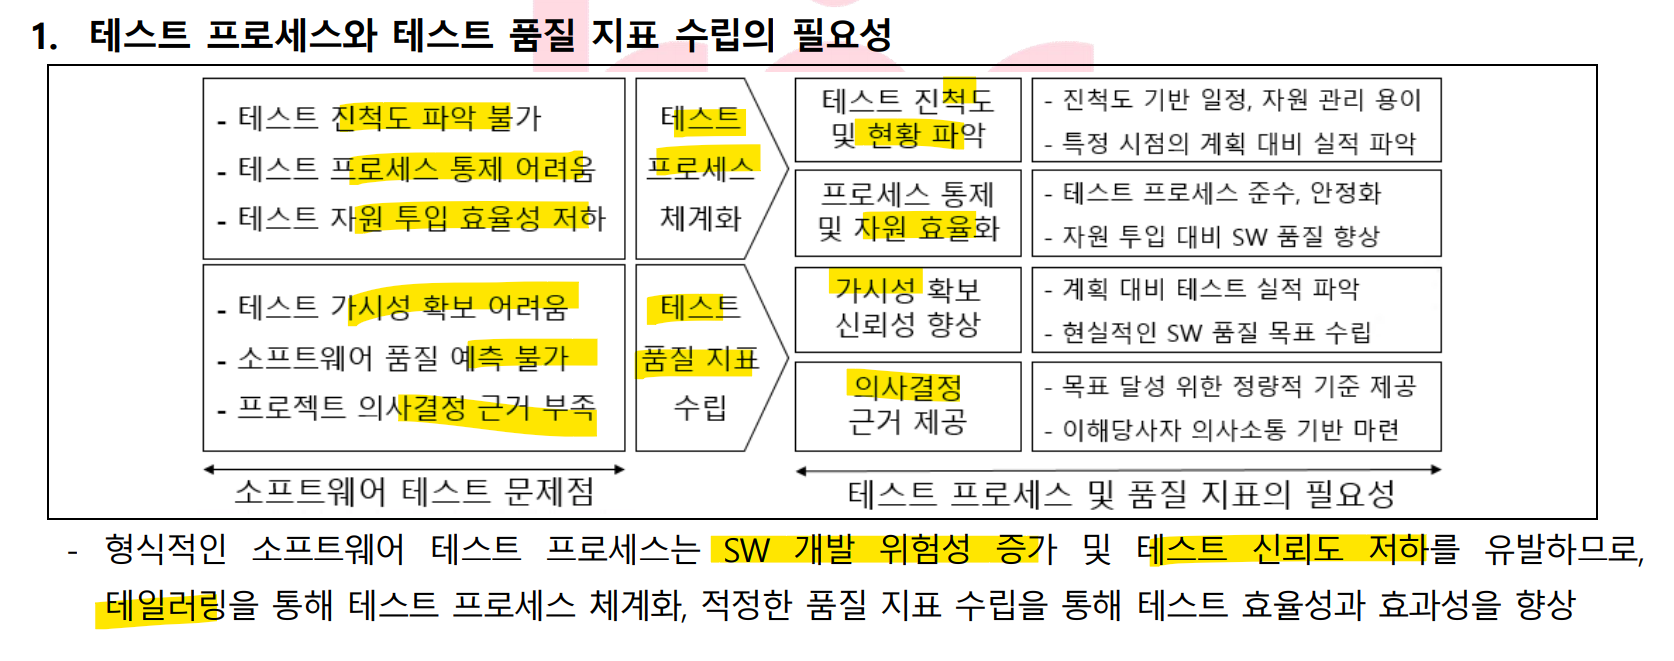 1. 테스트 프로세스와 테스트 품질 지표 수립의 필요성
- 테스트 진척도 파악 불가
- 테스트 프로세스 통제 어려움
- 테스트 자원 투입 효율성 저하
테스트
프로세스
체계화
테스트 진척도
및 현황 파악
- 진척도 기반 일정, 자원 관리 용이
- 특정 시점의 계획 대비 실적 파악
프로세스 통제
및 자원 효율화
- 테스트 프로세스 준수, 안정화
- 자원 투입 대비 SW 품질 향상
- 테스트 가시성 확보 어려움
- 소프트웨어 품질 예측 불가
- 프로젝트 의사결정 근거 부족
테스트
품질 지표
수립
가시성 확보
신뢰성 향상
- 계획 대비 테스트 실적 파악
- 현실적인 SW 품질 목표 수립
의사결정
근거 제공
- 목표 달성 위한 정량적 기준 제공
- 이해당사자 의사소통 기반 마련
소프트웨어 테스트 문제점
테스트 프로세스 및 품질 지표의 필요성
- 형식적인 소프트웨어 테스트 프로세스는 SW 개발 위험성 증가 및 테스트 신뢰도 저하를 유발하므로,
테일러링을 통해 테스트 프로세스 체계화, 적정한 품질 지표 수립을 통해 테스트 효율성과 효과성을 향상